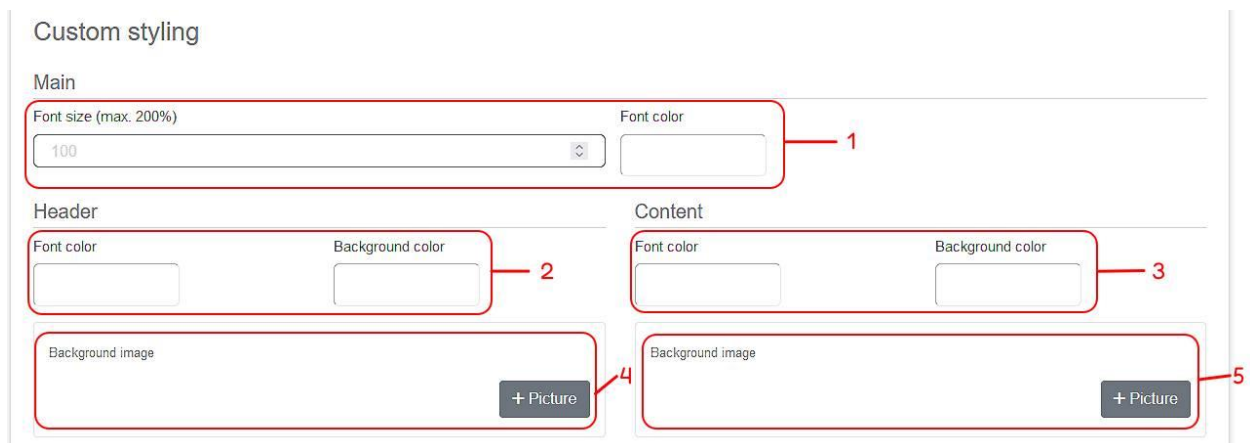 Custom styling
Main
Font size (max. 200%)
Font color
100
1
Header
Content
Font color
Background color
2
Font color
Background color
3
Background image
+ Picture
4
Background image
+ Picture
5